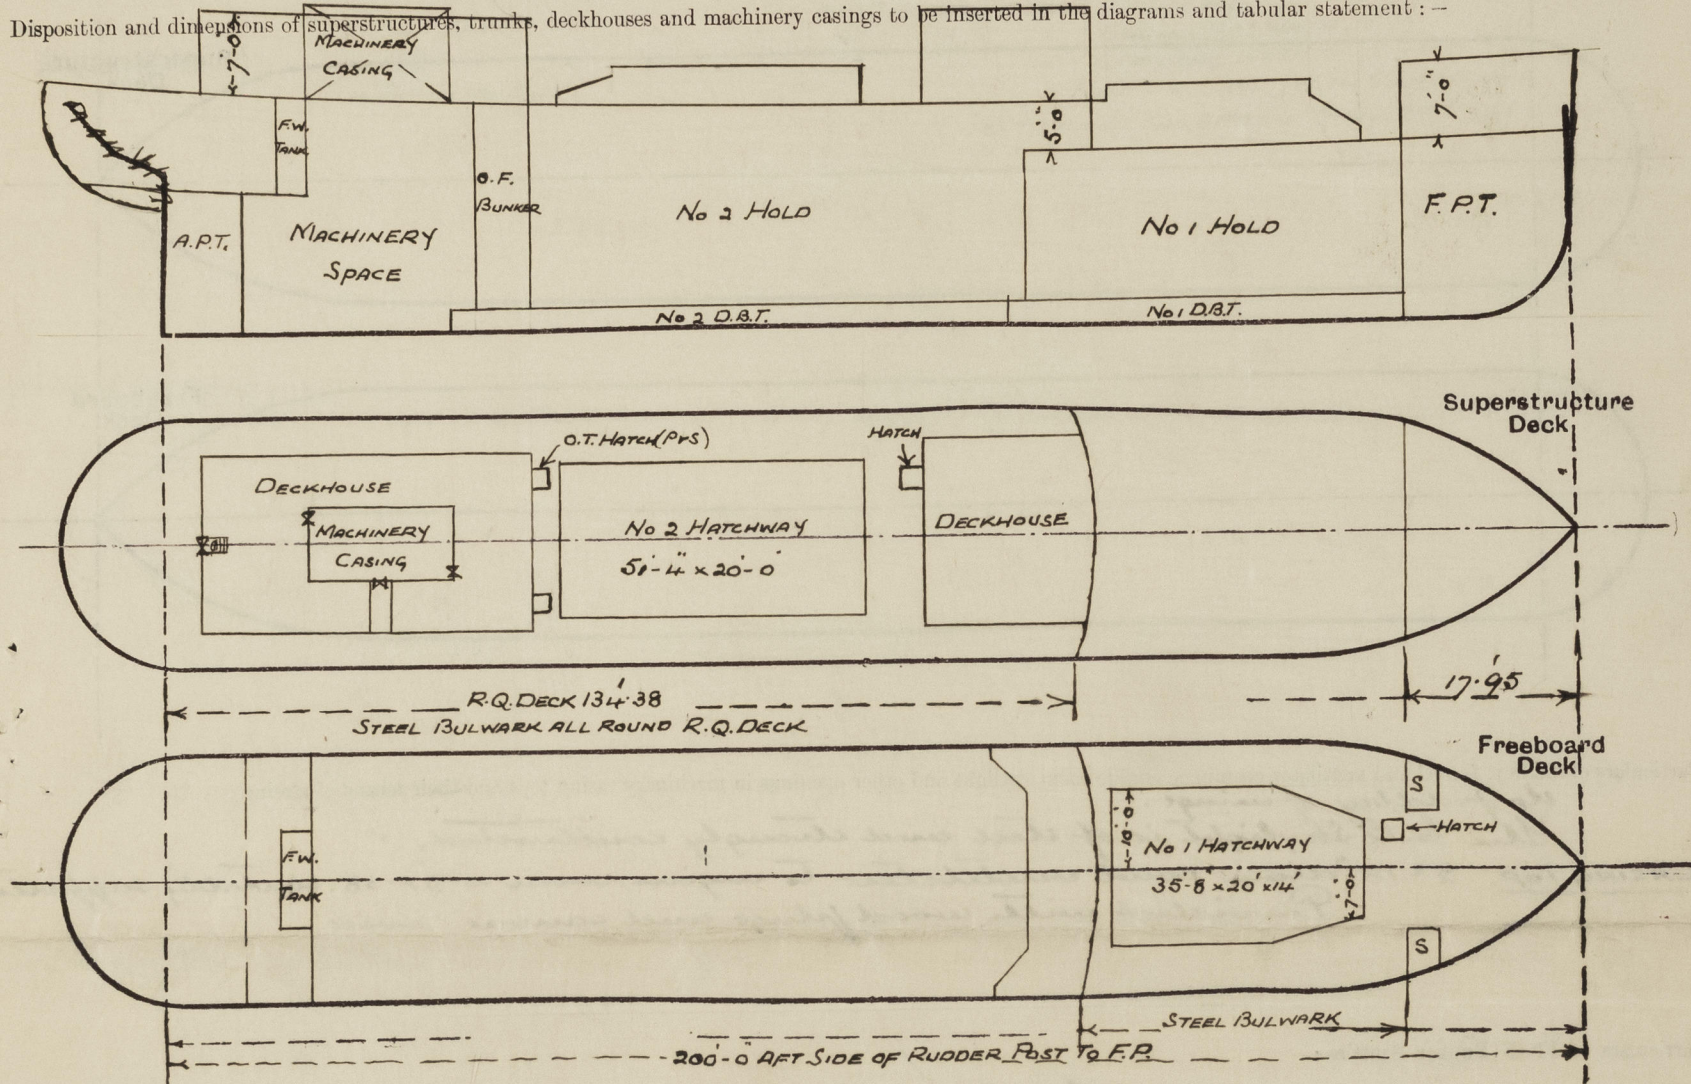 Disposition and dimensions of superstructures, trunks, deckhouses and machinery casings to be inserted in the diagrams and tabular statement : —
7'-0"
MACHINERY
CASING
F.W.
TANK
5'-0"
7'-0"
O.F.
BUNKER
No 2 HOLD
No 1 HOLD
F.P.T.
A.P.T.
MACHINERY
SPACE
No 2 D.B.T.
No 1 D.B.T.
Superstructure
Deck
O.T. HATCH (P&S)
HATCH
DECKHOUSE
MACHINERY
CASING
No 2 HATCHWAY
51'-4" x 20'-0"
DECKHOUSE
R.Q. DECK 134'.38
17'.95
STEEL BULWARK ALL ROUND R.Q. DECK
Freeboard
Deck
S
HATCH
10'-0"
No 1 HATCHWAY
35'-8" x 20' x 14'
7'-0"
F.W.
TANK
S
STEEL BULWARK
200'-0" AFT SIDE OF RUDDER POST TO F.P.